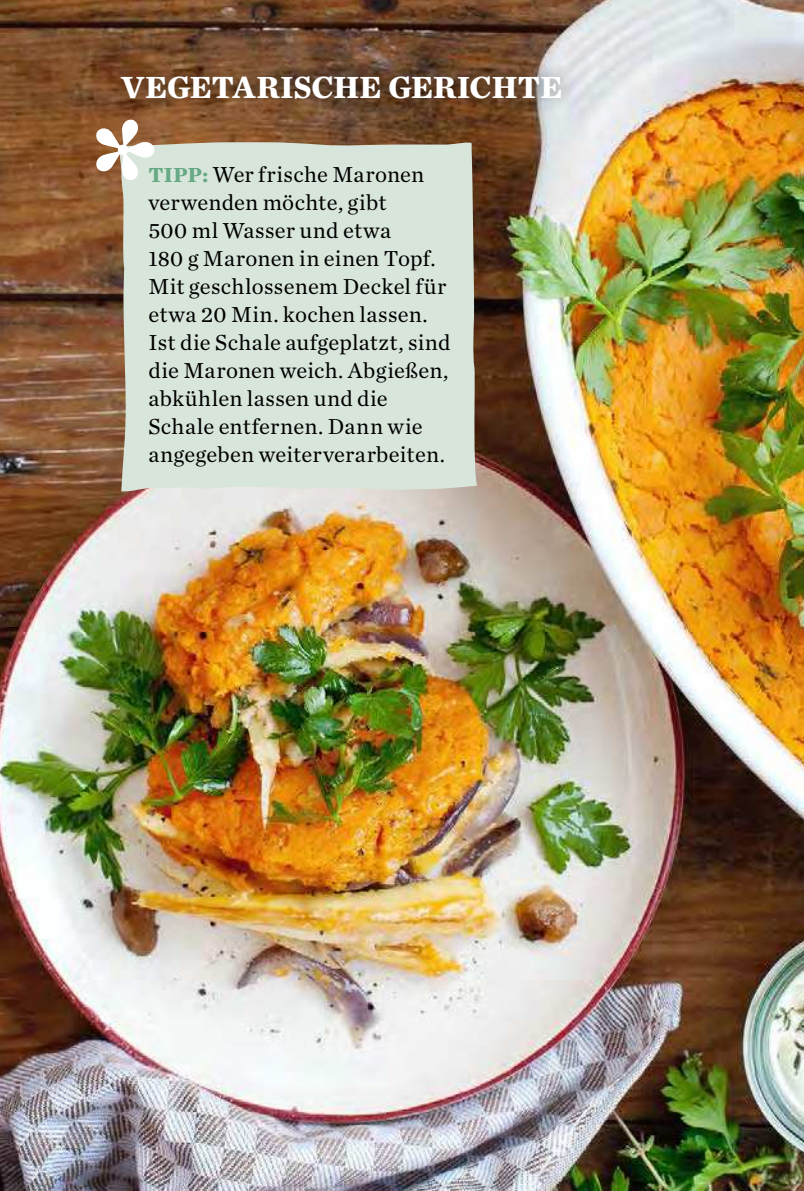 VEGETARISCHE GERICHTE
TIPP: Wer frische Maronen
verwenden möchte, gibt
500 ml Wasser und etwa
180 g Maronen in einen Topf.
Mit geschlossenem Deckel für
etwa 20 Min. kochen lassen.
Ist die Schale aufgeplatzt, sind
die Maronen weich. Abgießen,
abkühlen lassen und die
Schale entfernen. Dann wie
angegeben weiterverarbeiten.